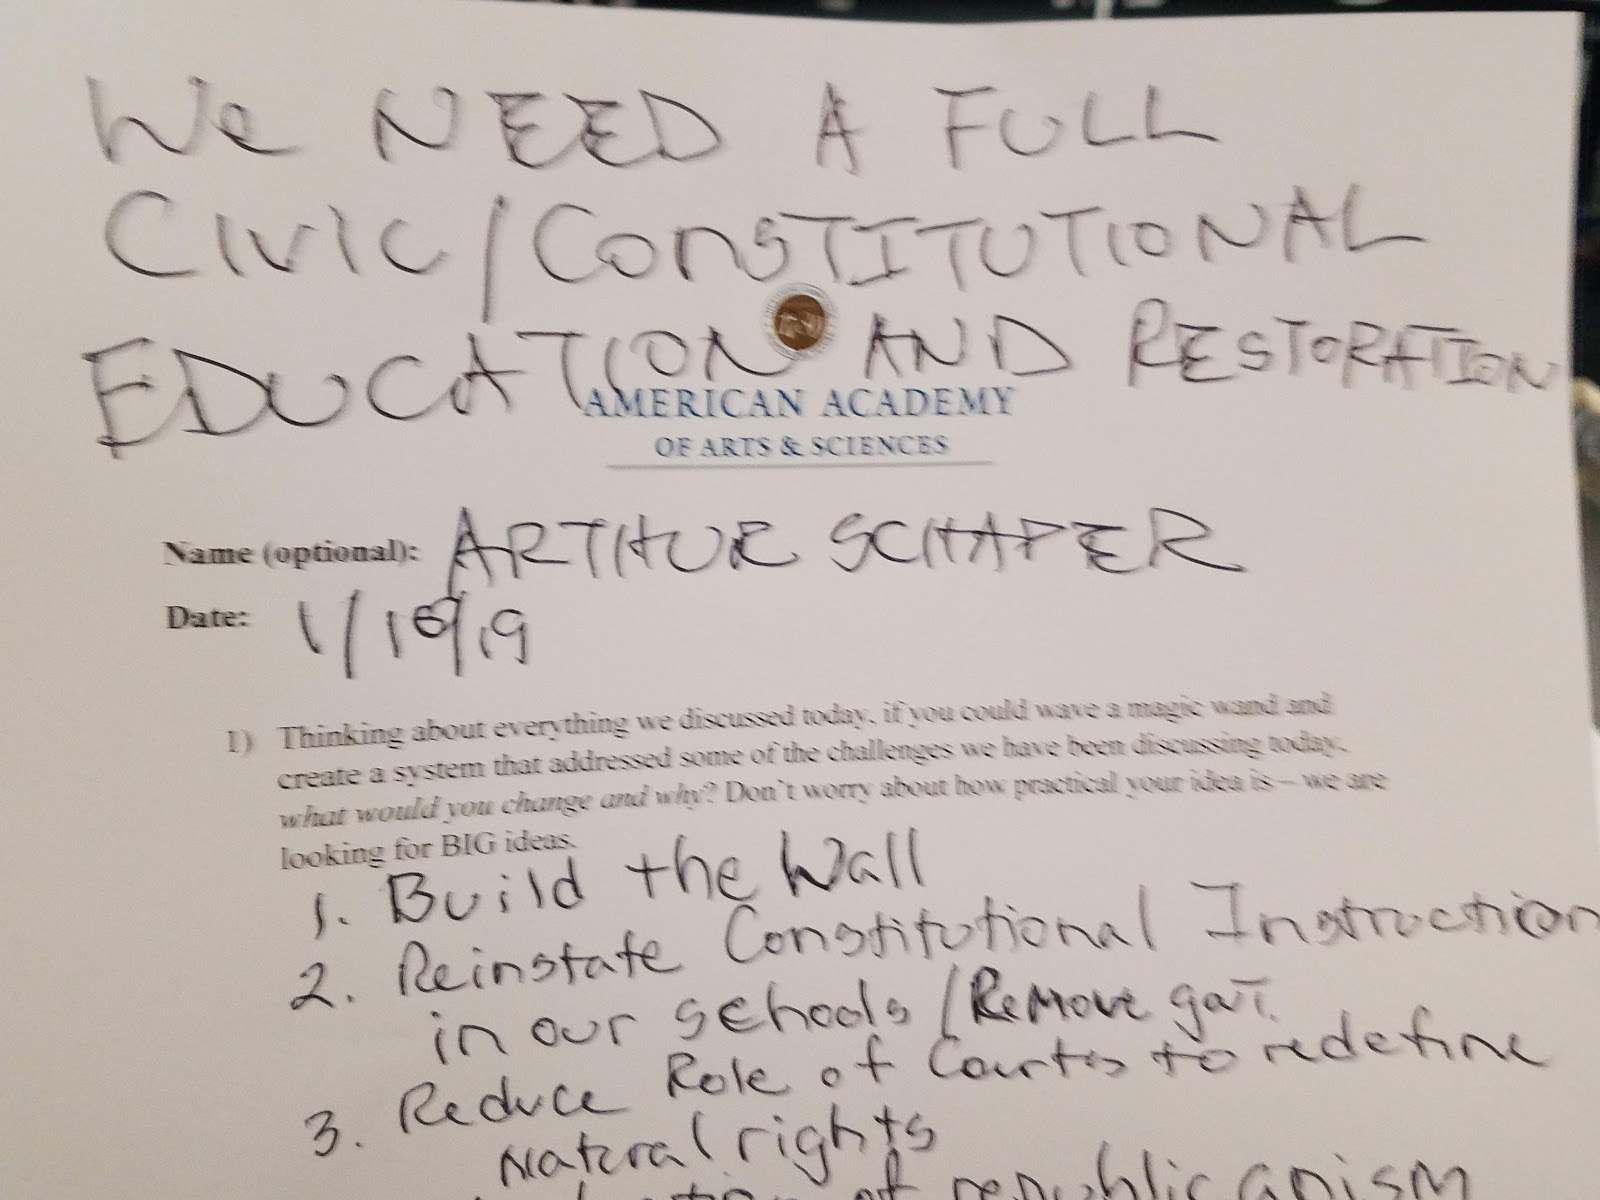 We NEED A FULL
CIVIC/CONSTITUTIONAL
EDUCATION AND RESTORATION
AMERICAN ACADEMY
OF ARTS & SCIENCES
Name (optional): ARTHUR SCHAPER
Date: 1/16/19
1) Thinking about everything we discussed today, if you could wave a magic wand and
create a system that addressed some of the challenges we have been discussing today,
what would you change and why? Don't worry about how practical your idea is – we are
looking for BIG ideas.
1. Build the Wall
2. Reinstate Constitutional Instruction
in our schools / Remove gov't.
3. Reduce Role of Courts to redefine
Natural rights
of republicanism